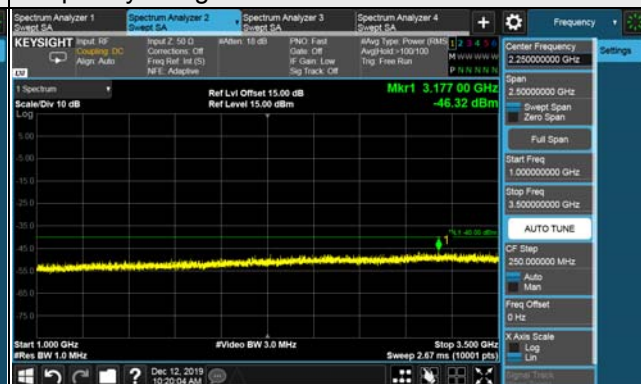 Spectrum Analyzer 1
Swept SA
Spectrum Analyzer 2
Swept SA
Spectrum Analyzer 3
Swept SA
Spectrum Analyzer 4
Swept SA
+
Frequency
KEYSIGHT
Input: RF
Coupling: DC
Align: Auto
Input Z: 50 Ω
Corrections: Off
Freq Ref: Int (S)
NFE: Adaptive
#Atten: 18 dB
PNO: Fast
Gate: Off
IF Gain: Low
Sig Track: Off
#Avg Type: Power (RMS)
Avg|Hold:>100/100
Trig: Free Run
1 2 3 4 5 6
M W W W W W
P N N N N N
LXI
1 Spectrum
Scale/Div 10 dB
Log
Ref Lvl Offset 15.00 dB
Ref Level 15.00 dBm
Mkr1 3.177 00 GHz
-46.32 dBm
5.00
-5.00
-15.0
-25.0
-35.0
-45.0
-55.0
-65.0
-75.0
1
Start 1.000 GHz
#Res BW 1.0 MHz
#Video BW 3.0 MHz
Stop 3.500 GHz
Sweep 2.67 ms (10001 pts)
Dec 12, 2019
10:20:04 AM
Center Frequency
2.250000000 GHz
Span
2.50000000 GHz
Swept Span
Zero Span
Full Span
Start Freq
1.000000000 GHz
Stop Freq
3.500000000 GHz
AUTO TUNE
CF Step
250.000000 MHz
Auto
Man
Freq Offset
0 Hz
X Axis Scale
Log
Lin
Signal Track
Settings